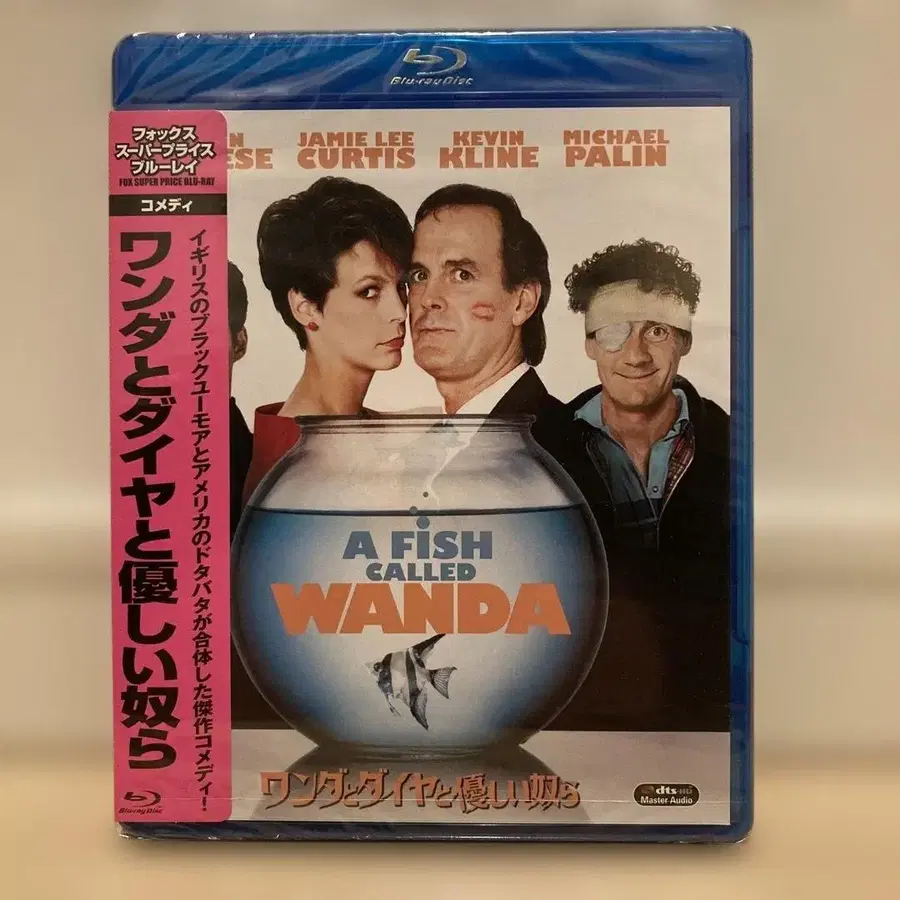 Blu-ray Disc
N
ESE
JAMIE LEE
CURTIS
KEVIN
KLINE
MICHAEL
PALIN
フォックス
スーパープライス
ブルーレイ
FOX SUPER PRICE BLU-RAY
コメディ
イギリスのブラックユーモアとアメリカのドタバタが合体した傑作コメディ!
ワンダとダイヤと優しい奴ら
Blu-ray Disc
A FiSH
CALLED
WANDA
ワンダとダイヤと優しい奴ら
dts-HD
Master Audio